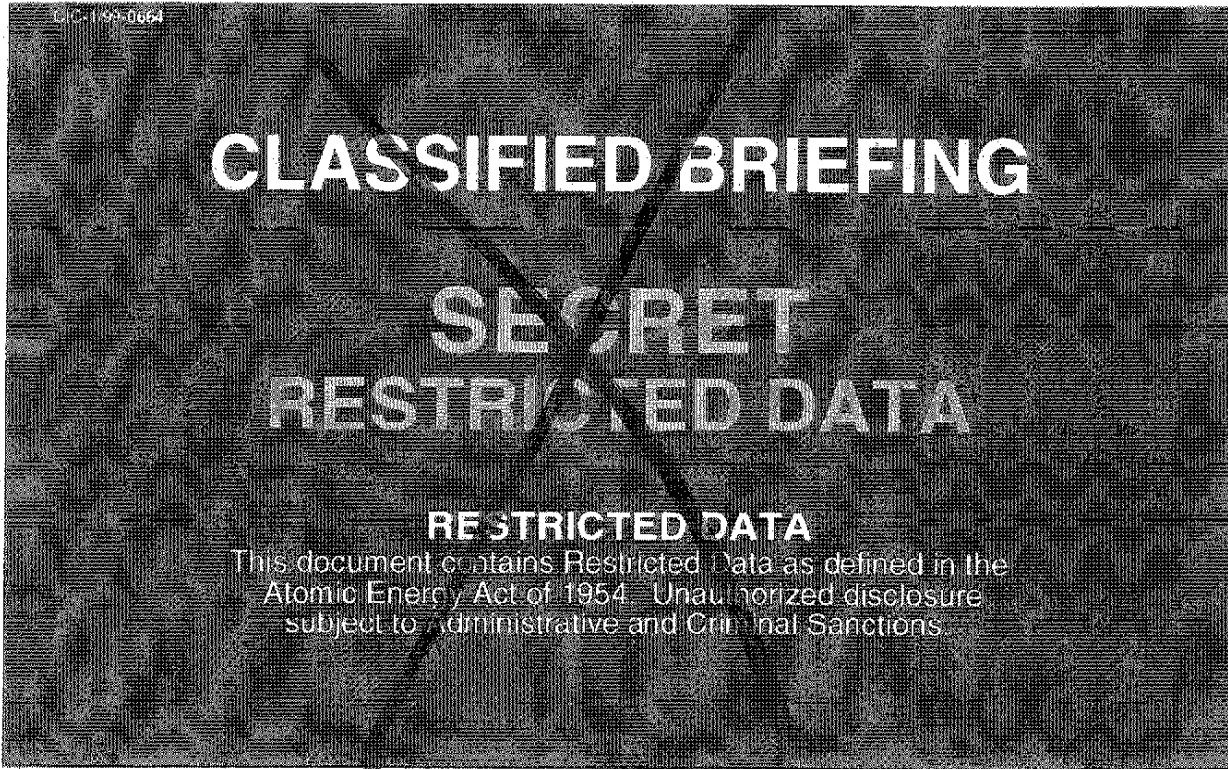 CLASSIFIED BRIEFING
SECRET
RESTRICTED DATA
RESTRICTED DATA
This document contains Restricted Data as defined in the
Atomic Energy Act of 1954 Unauthorized disclosure
subject to Administrative and Criminal Sanctions.